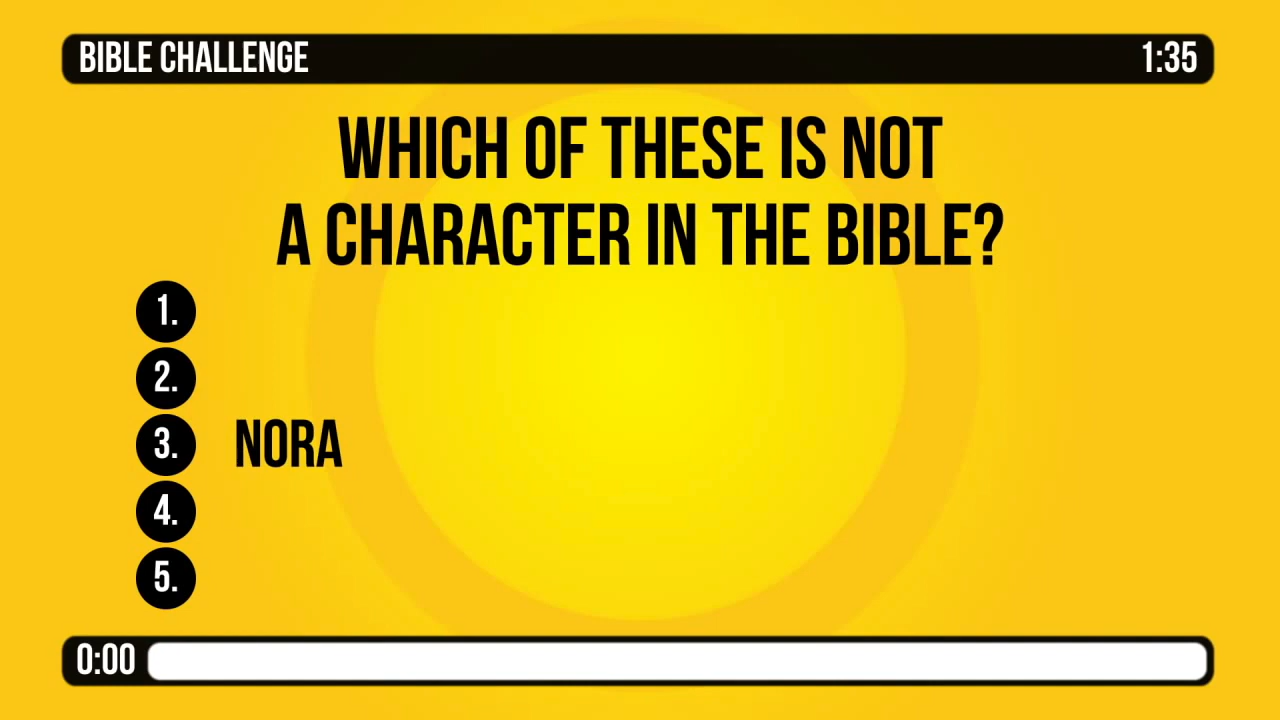 BIBLE CHALLENGE 1:35
WHICH OF THESE IS NOT
A CHARACTER IN THE BIBLE?
1.
2.
3. NORA
4.
5.
0:00